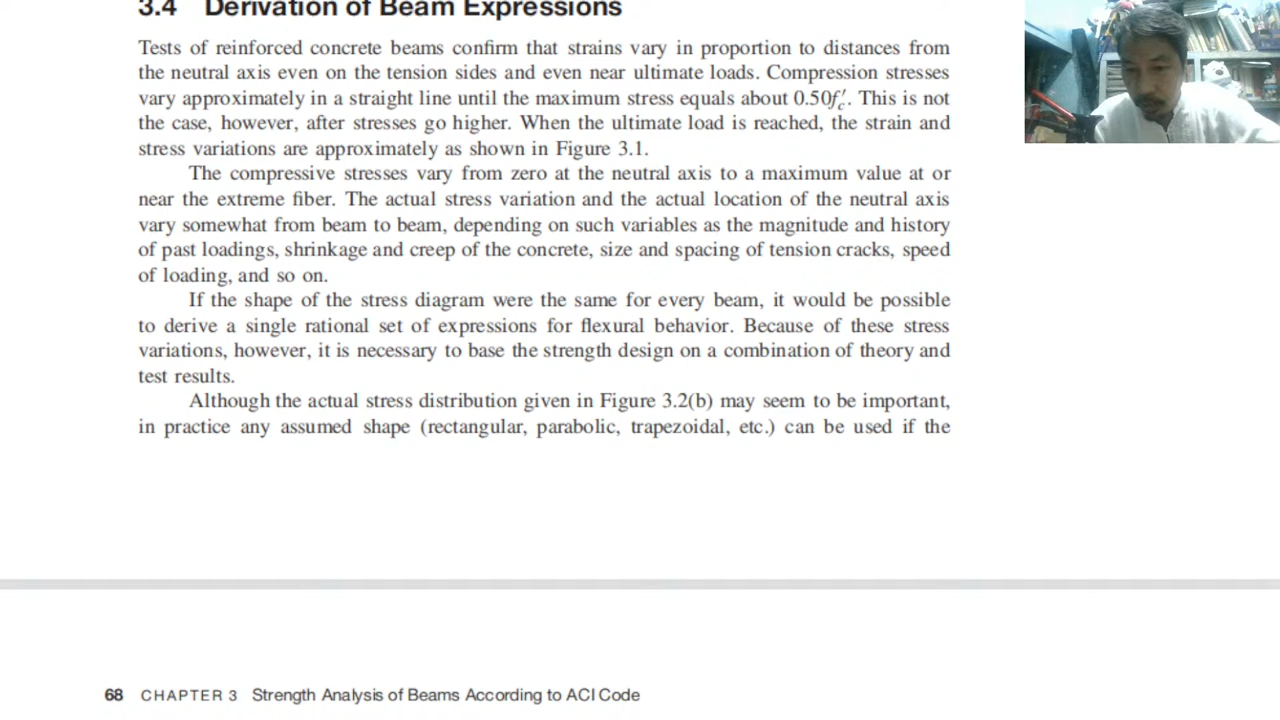 3.4 Derivation of Beam Expressions
Tests of reinforced concrete beams confirm that strains vary in proportion to distances from
the neutral axis even on the tension sides and even near ultimate loads. Compression stresses
vary approximately in a straight line until the maximum stress equals about 0.50f′c. This is not
the case, however, after stresses go higher. When the ultimate load is reached, the strain and
stress variations are approximately as shown in Figure 3.1.
The compressive stresses vary from zero at the neutral axis to a maximum value at or
near the extreme fiber. The actual stress variation and the actual location of the neutral axis
vary somewhat from beam to beam, depending on such variables as the magnitude and history
of past loadings, shrinkage and creep of the concrete, size and spacing of tension cracks, speed
of loading, and so on.
If the shape of the stress diagram were the same for every beam, it would be possible
to derive a single rational set of expressions for flexural behavior. Because of these stress
variations, however, it is necessary to base the strength design on a combination of theory and
test results.
Although the actual stress distribution given in Figure 3.2(b) may seem to be important,
in practice any assumed shape (rectangular, parabolic, trapezoidal, etc.) can be used if the
68 CHAPTER 3 Strength Analysis of Beams According to ACI Code